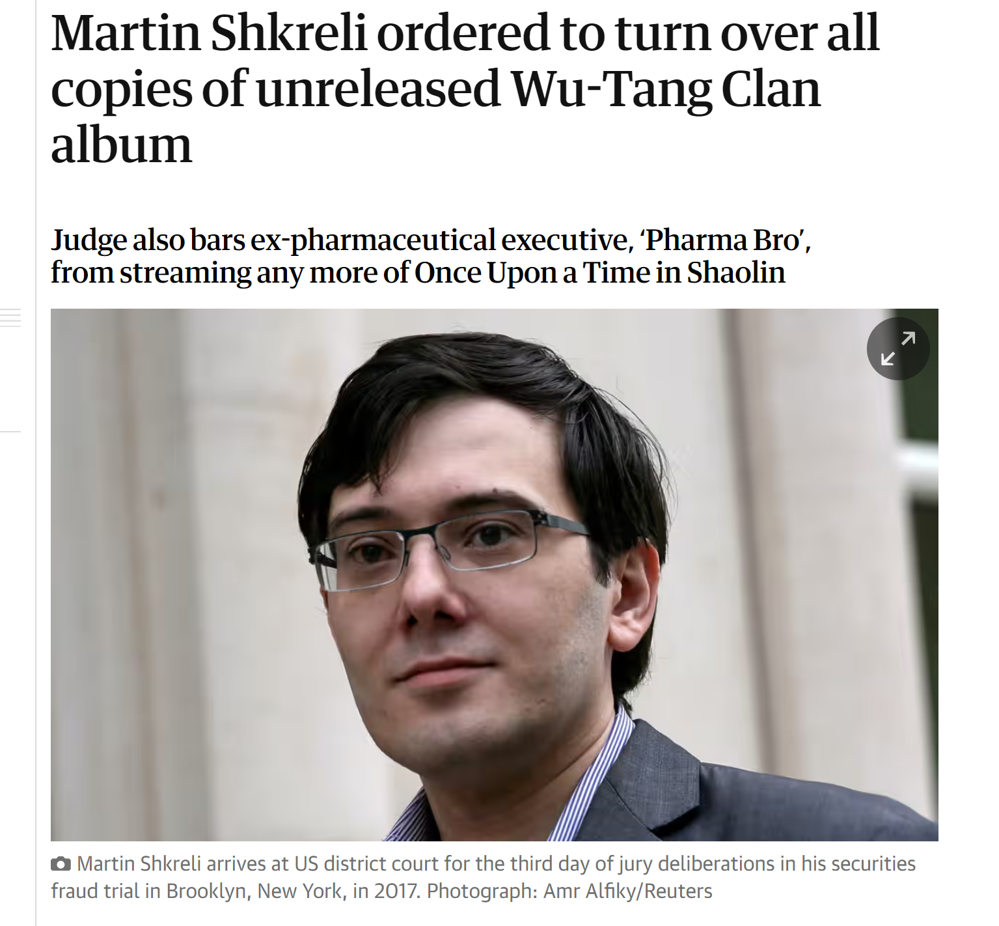 Martin Shkreli ordered to turn over all
copies of unreleased Wu-Tang Clan
album
Judge also bars ex-pharmaceutical executive, ‘Pharma Bro’,
from streaming any more of Once Upon a Time in Shaolin
Martin Shkreli arrives at US district court for the third day of jury deliberations in his securities
fraud trial in Brooklyn, New York, in 2017. Photograph: Amr Alfiky/Reuters